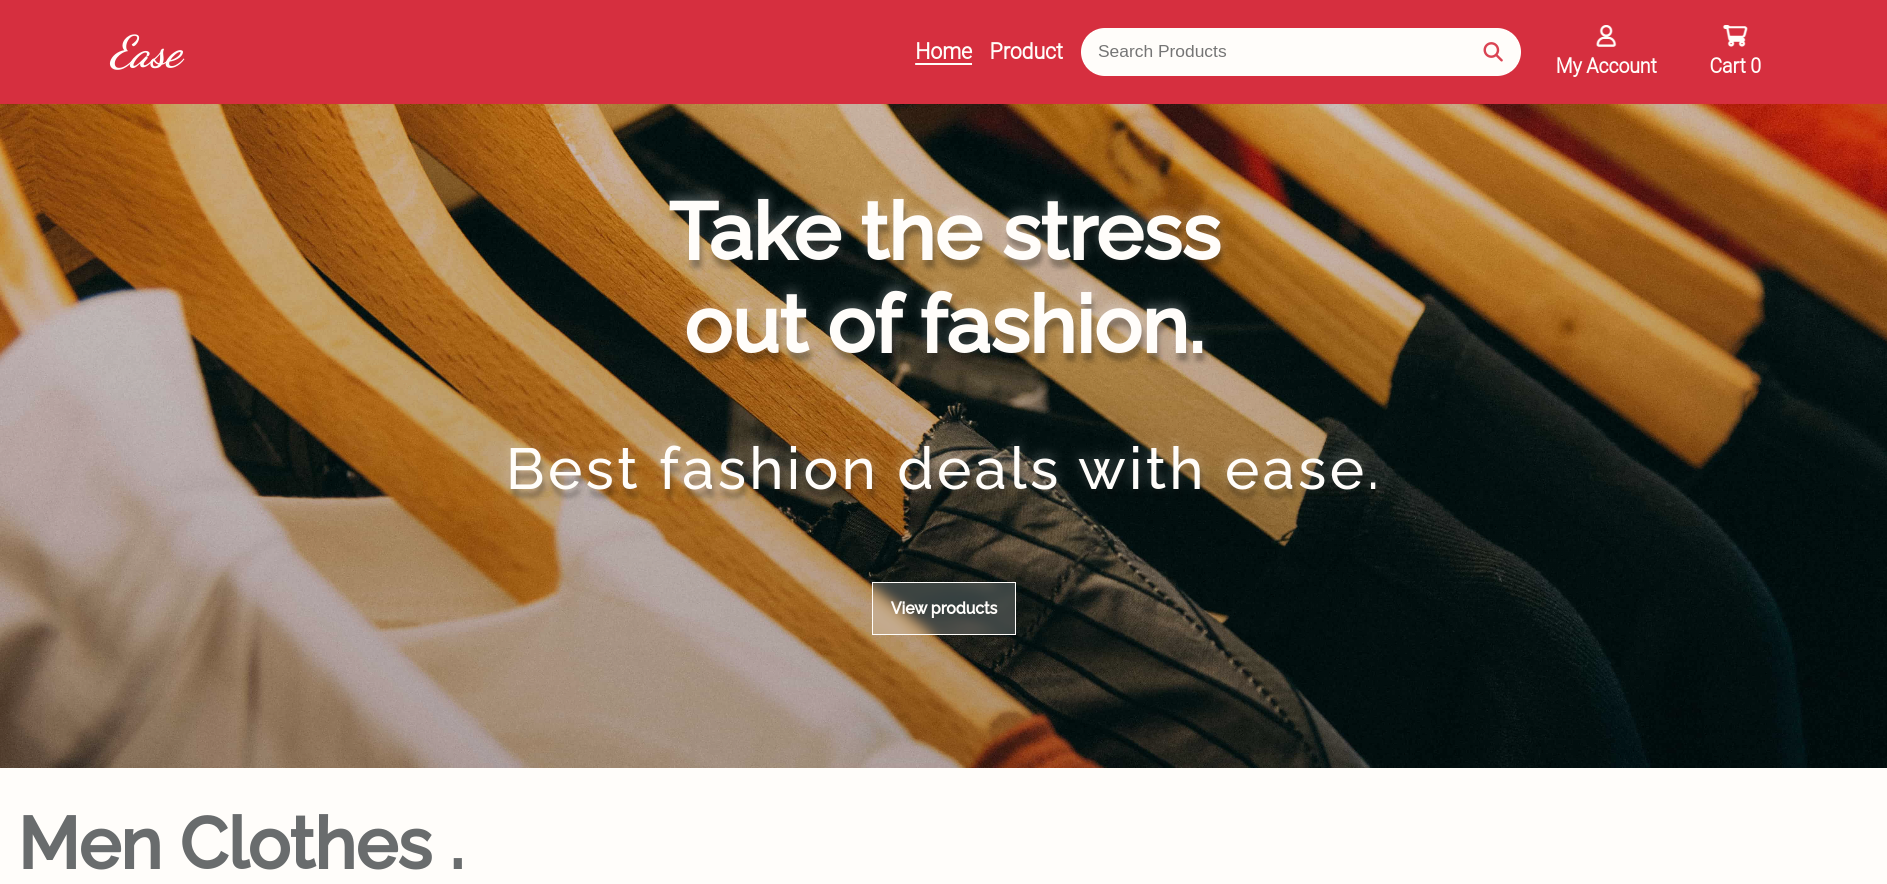 Ease
Home
Product
Search Products
My Account
Cart 0
Take the stress
out of fashion.
Best fashion deals with ease.
View products
Men Clothes .